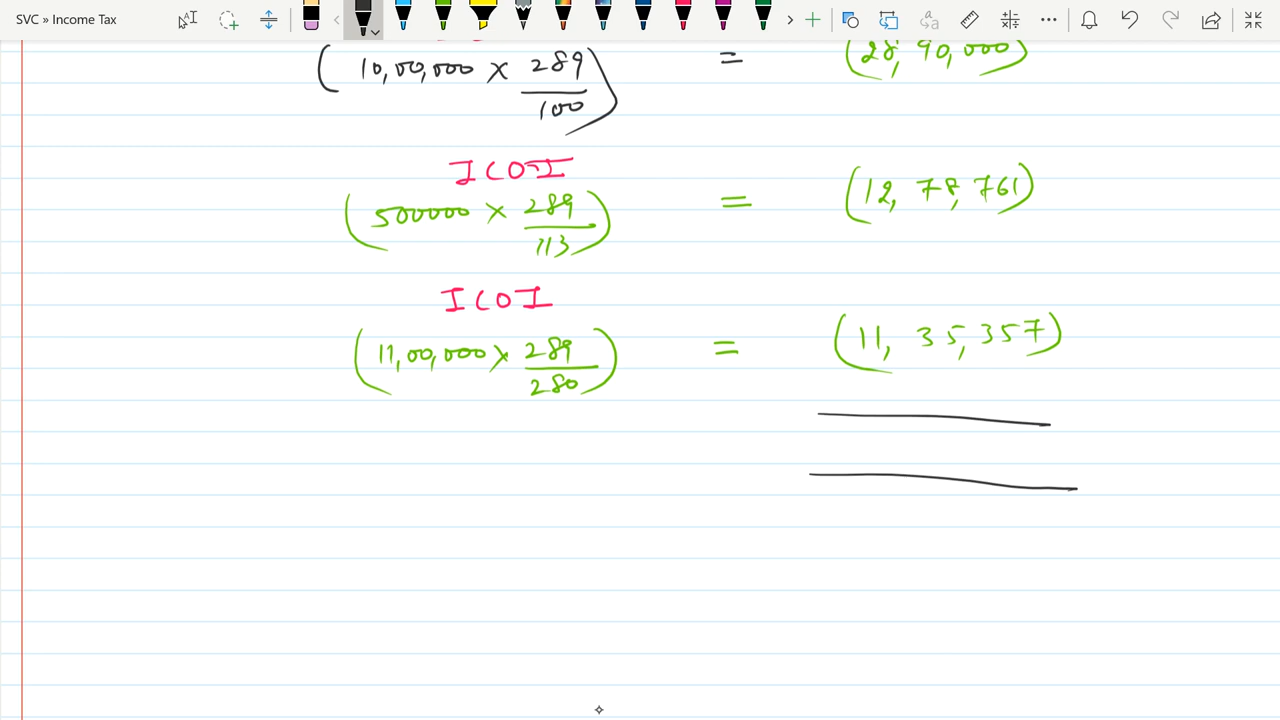 SVC » Income Tax
(10,00,000 × 289/100) = (28,90,000)
ICOI
(500000 × 289/113) = (12,78,761)
ICOI
(11,00,000 × 289/280) = (11,35,357)